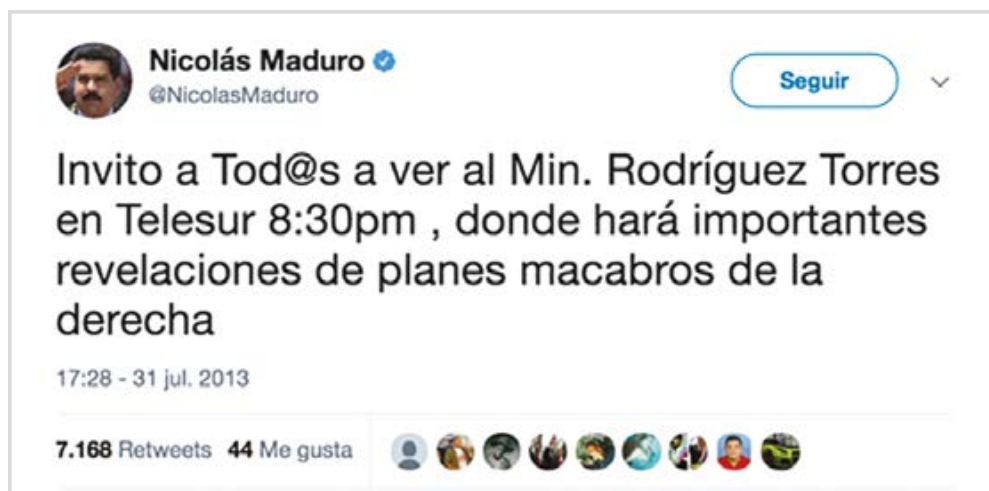 Nicolás Maduro
@NicolasMaduro
Seguir
Invito a Tod@s a ver al Min. Rodríguez Torres
en Telesur 8:30pm , donde hará importantes
revelaciones de planes macabros de la
derecha
17:28 - 31 jul. 2013
7.168 Retweets 44 Me gusta